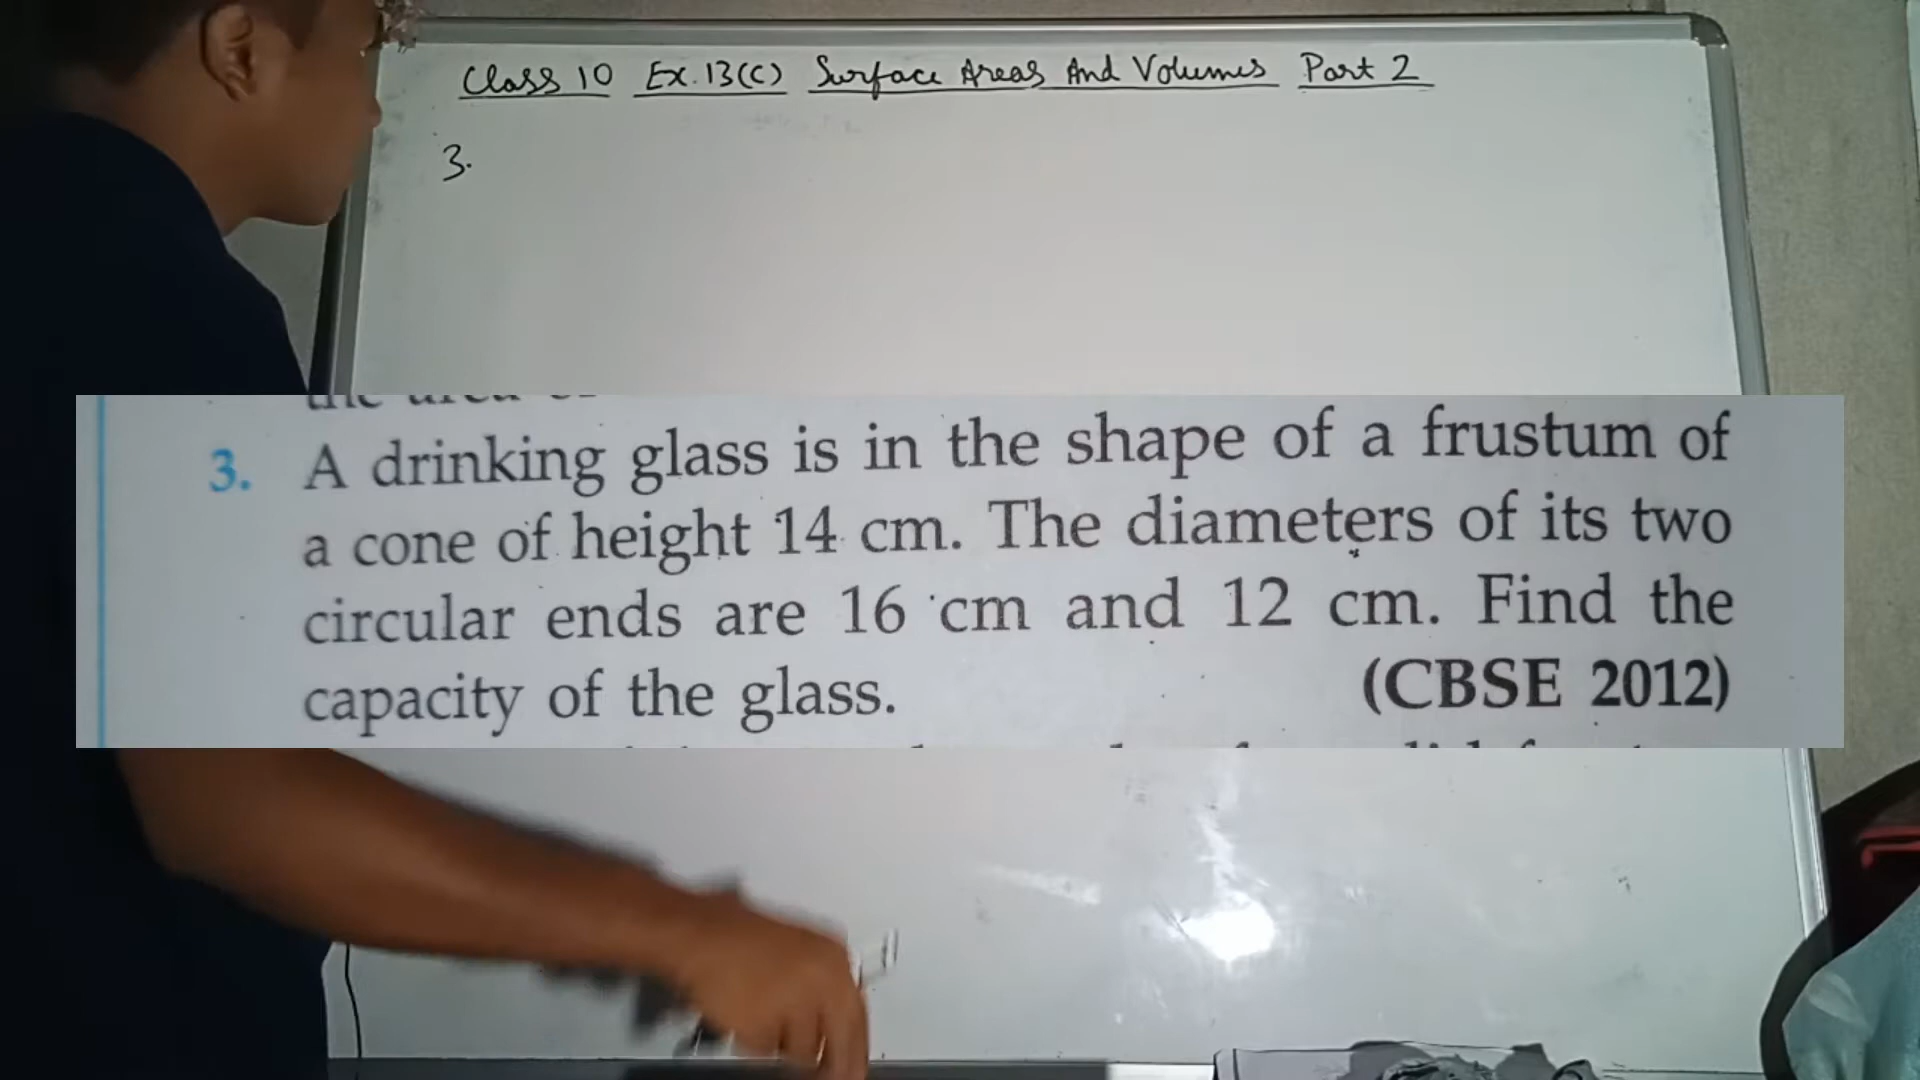 Class 10 Ex. 13(C) Surface Areas And Volumes Part 2
3.
3. A drinking glass is in the shape of a frustum of
a cone of height 14 cm. The diameters of its two
circular ends are 16 cm and 12 cm. Find the
capacity of the glass. (CBSE 2012)